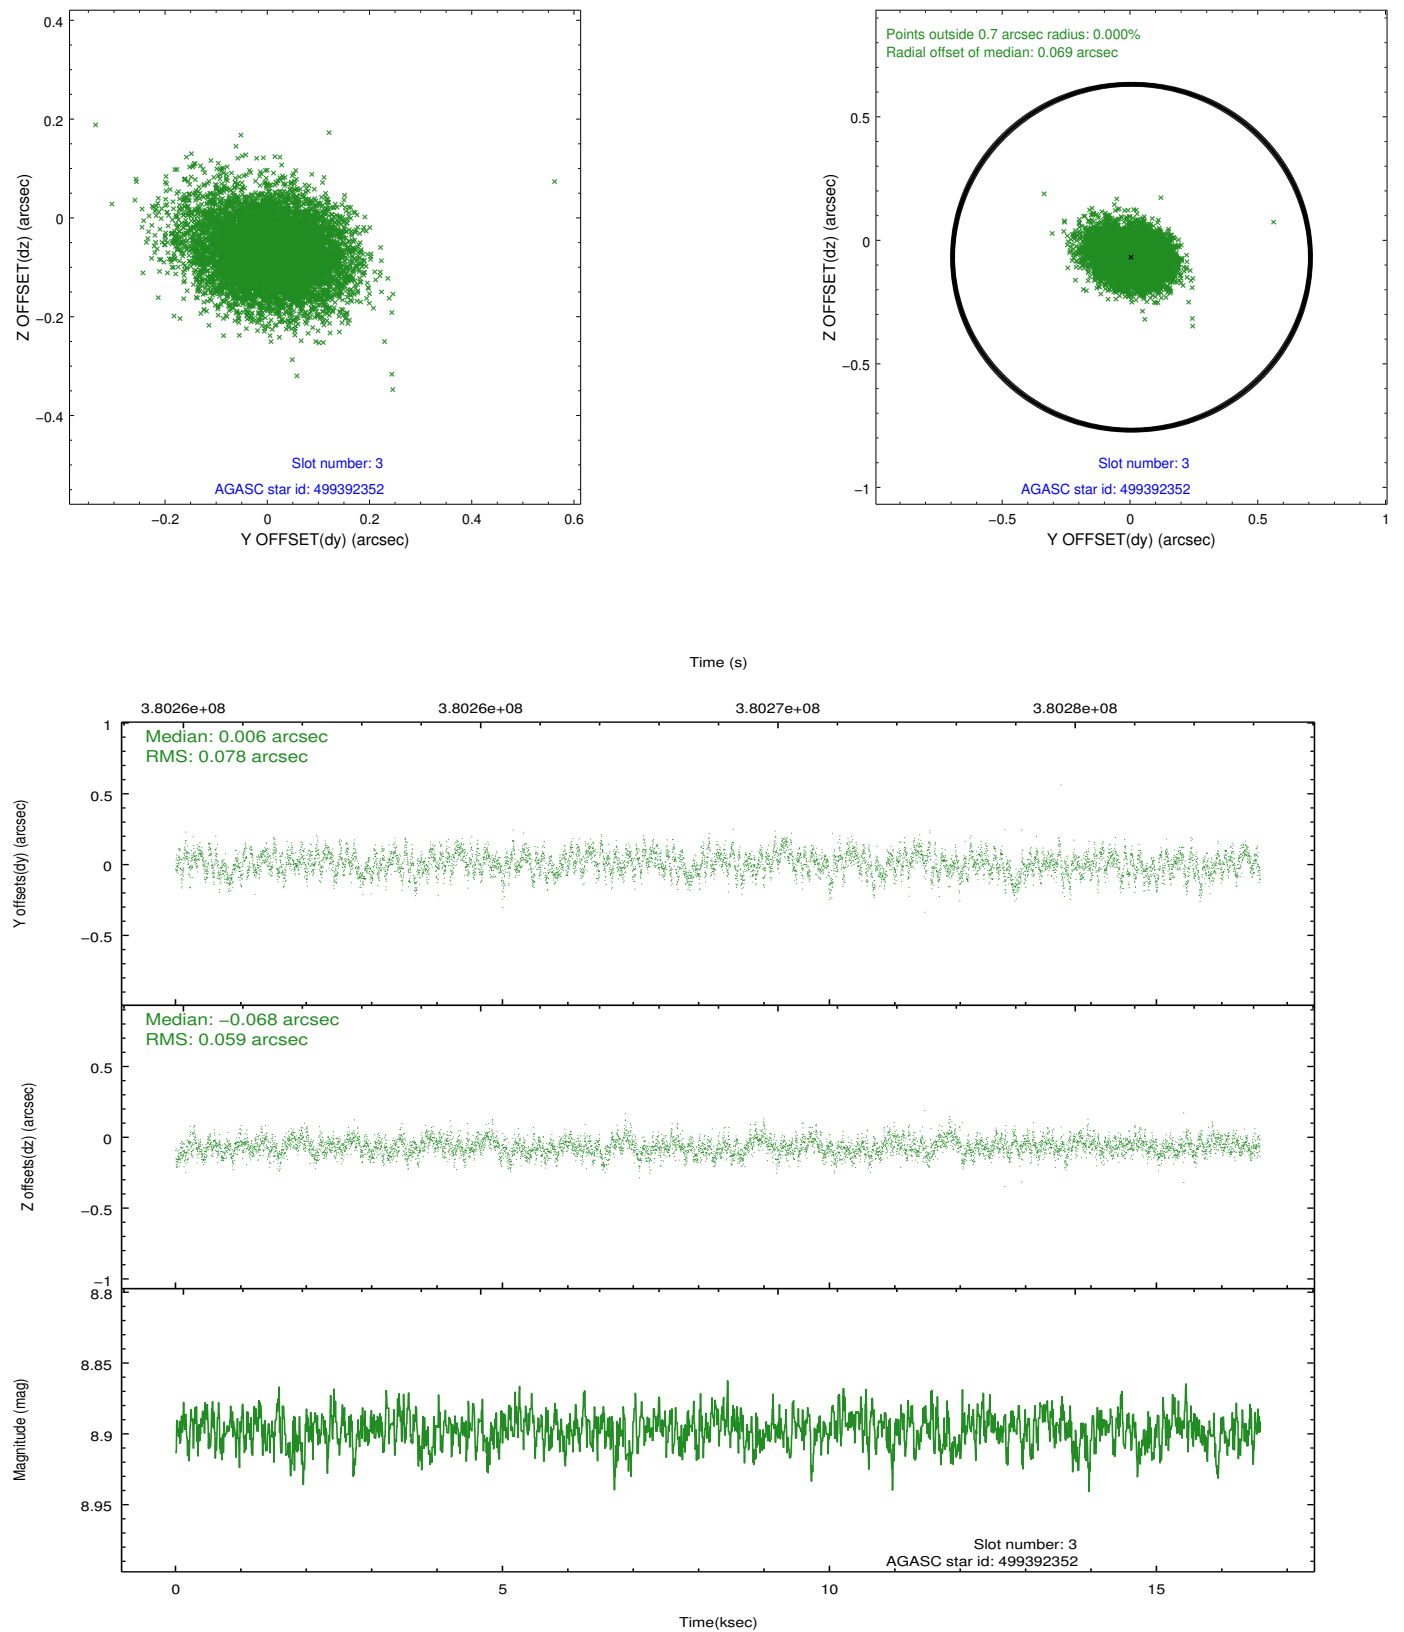 0.4
0.2
0
−0.2
−0.4
Z OFFSET(dz) (arcsec)
Slot number: 3
AGASC star id: 499392352
−0.2 0 0.2 0.4 0.6
Y OFFSET(dy) (arcsec)
Points outside 0.7 arcsec radius: 0.000%
Radial offset of median: 0.069 arcsec
0.5
0
−0.5
−1
Z OFFSET(dz) (arcsec)
Slot number: 3
AGASC star id: 499392352
−0.5 0 0.5 1
Y OFFSET(dy) (arcsec)
Time (s)
3.8026e+08 3.8026e+08 3.8027e+08 3.8028e+08
Median: 0.006 arcsec
RMS: 0.078 arcsec
1
0.5
0
−0.5
Y offsets(dy) (arcsec)
Median: −0.068 arcsec
RMS: 0.059 arcsec
0.5
0
−0.5
−1
Z offsets(dz) (arcsec)
8.8
8.85
8.9
8.95
Magnitude (mag)
Slot number: 3
AGASC star id: 499392352
0 5 10 15
Time(ksec)